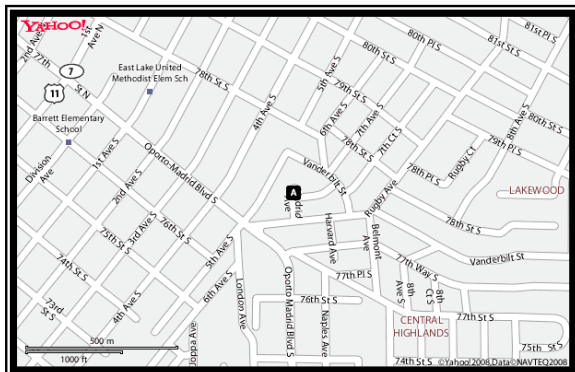 YAHOO!
2nd Ave
1st
Ave N
77th
St N
7
11
East Lake United
Methodist Elem Sch
Barrett Elementary
School
Division
Ave
1st Ave S
2nd Ave S
3rd Ave S
4th Ave S
75th St S
76th St S
74th St S
73rd
St S
Oporto-Madrid Blvd S
78th St S
4th Ave S
5th Ave S
6th Ave S
7th Ave S
7th Ct S
79th St S
78th St S
80th St S
80th Pl S
81st St S
8th Ave S
80th St S
79th Pl S
78th Pl S
Rugby Ct
Rugby Ave
Vanderbilt St
LAKEWOOD
78th St S
Vanderbilt St
A
Ave
Harvard Ave
Belmont
Ave
77th Way S
77th Pl S
8th
Ave S
8th
Ct S
76th St S
5th Ave S
6th Ave S
London Ave
Oporto Madrid Blvd S
Naples Ave
Joppa Ave
CENTRAL
HIGHLANDS
77th St S
75th St S
74th St S
500 m
1000 ft
©Yahoo! 2008, Data©NAVTEQ2008